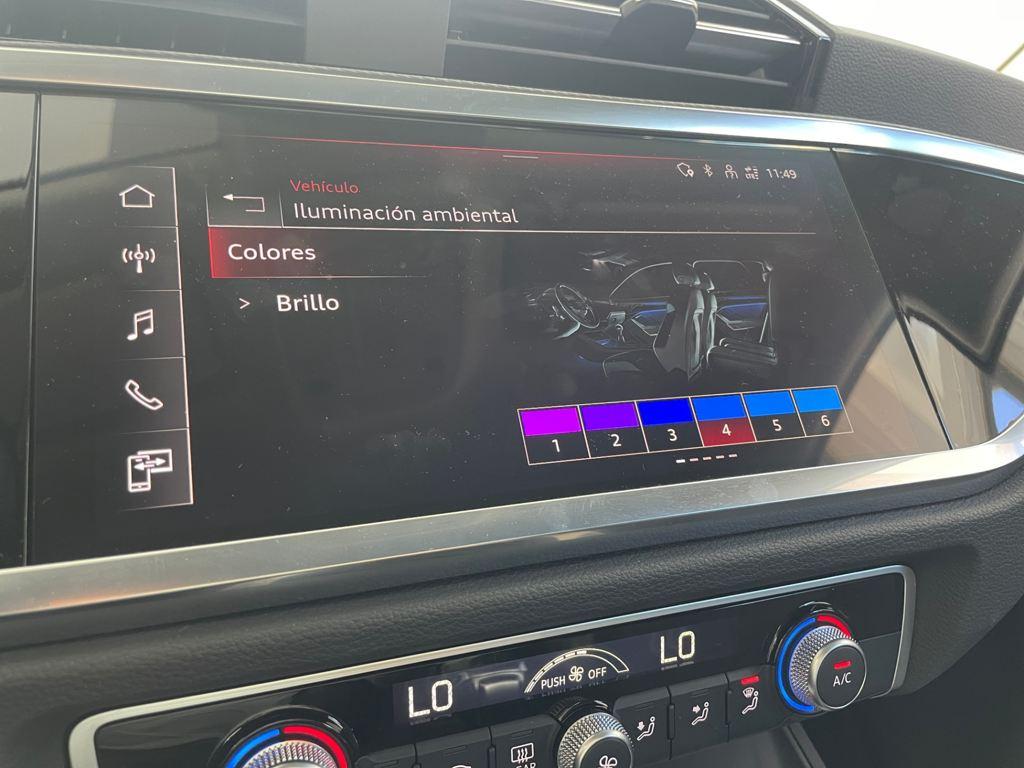 11:49
Vehículo
Iluminación ambiental
Colores
> Brillo
1 2 3 4 5 6
LO PUSH OFF LO
A/C